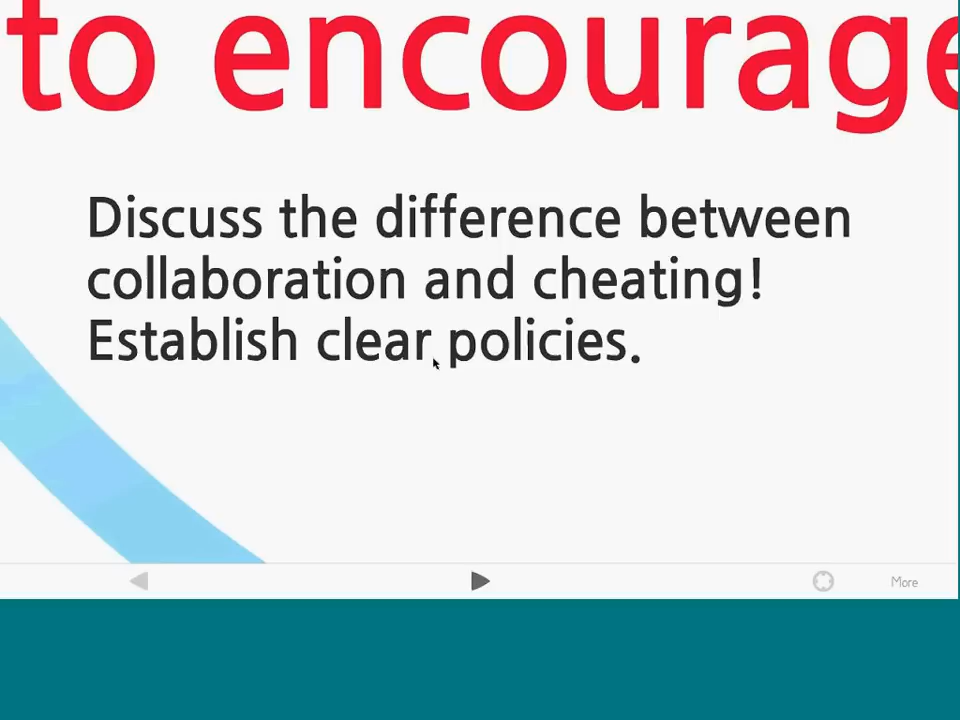 to encourage
Discuss the difference between
collaboration and cheating!
Establish clear policies.
More